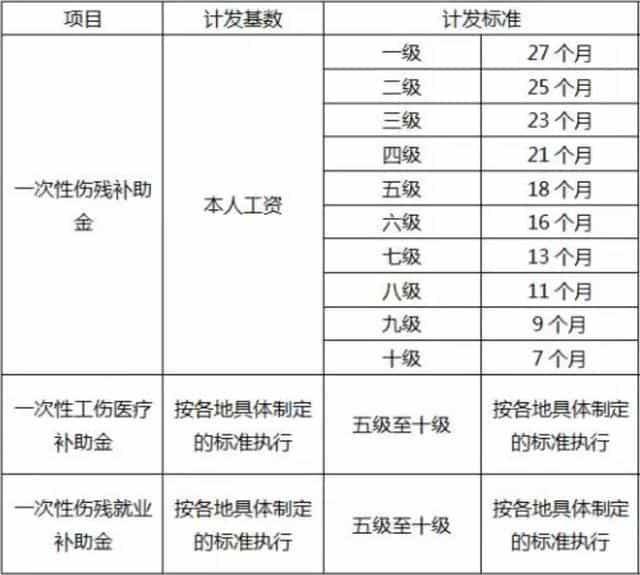 项目 计发基数 计发标准
一次性伤残补助
金
本人工资
一级 27 个月
二级 25 个月
三级 23 个月
四级 21 个月
五级 18 个月
六级 16 个月
七级 13 个月
八级 11 个月
九级 9 个月
十级 7 个月
一次性工伤医疗
补助金
按各地具体制定
的标准执行
五级至十级
按各地具体制定
的标准执行
一次性伤残就业
补助金
按各地具体制定
的标准执行
五级至十级
按各地具体制定
的标准执行